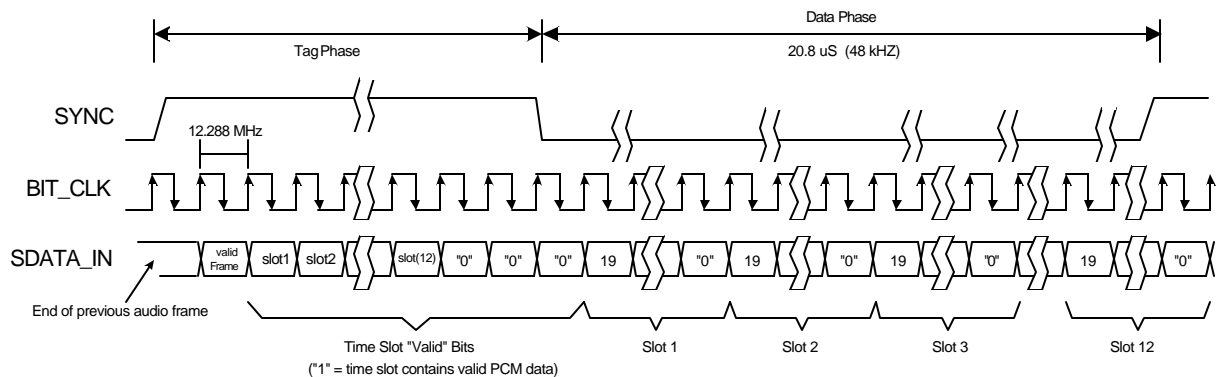 Data Phase
Tag Phase
20.8 uS (48 kHZ)
SYNC
12.288 MHz
BIT_CLK
SDATA_IN
valid Frame slot1 slot2 slot(12) "0" "0" "0" 19 "0" 19 "0" 19 "0" 19 "0"
End of previous audio frame
Time Slot "Valid" Bits
("1" = time slot contains valid PCM data)
Slot 1
Slot 2
Slot 3
Slot 12